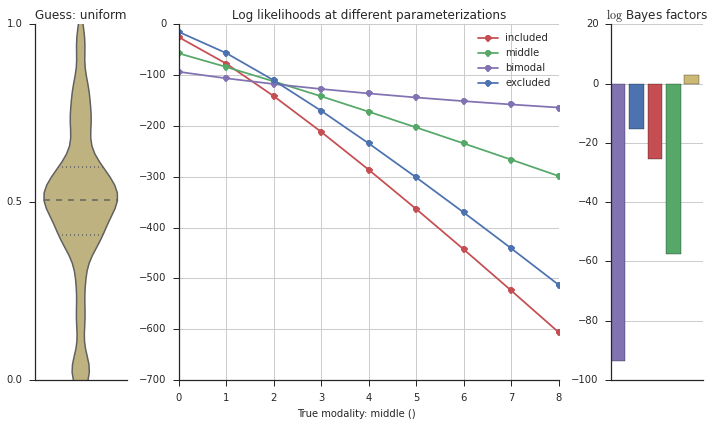 Guess: uniform
1.0
0.5
0.0
Log likelihoods at different parameterizations
included
middle
bimodal
excluded
0
−100
−200
−300
−400
−500
−600
−700
0 1 2 3 4 5 6 7 8
True modality: middle ()
log Bayes factors
20
0
−20
−40
−60
−80
−100